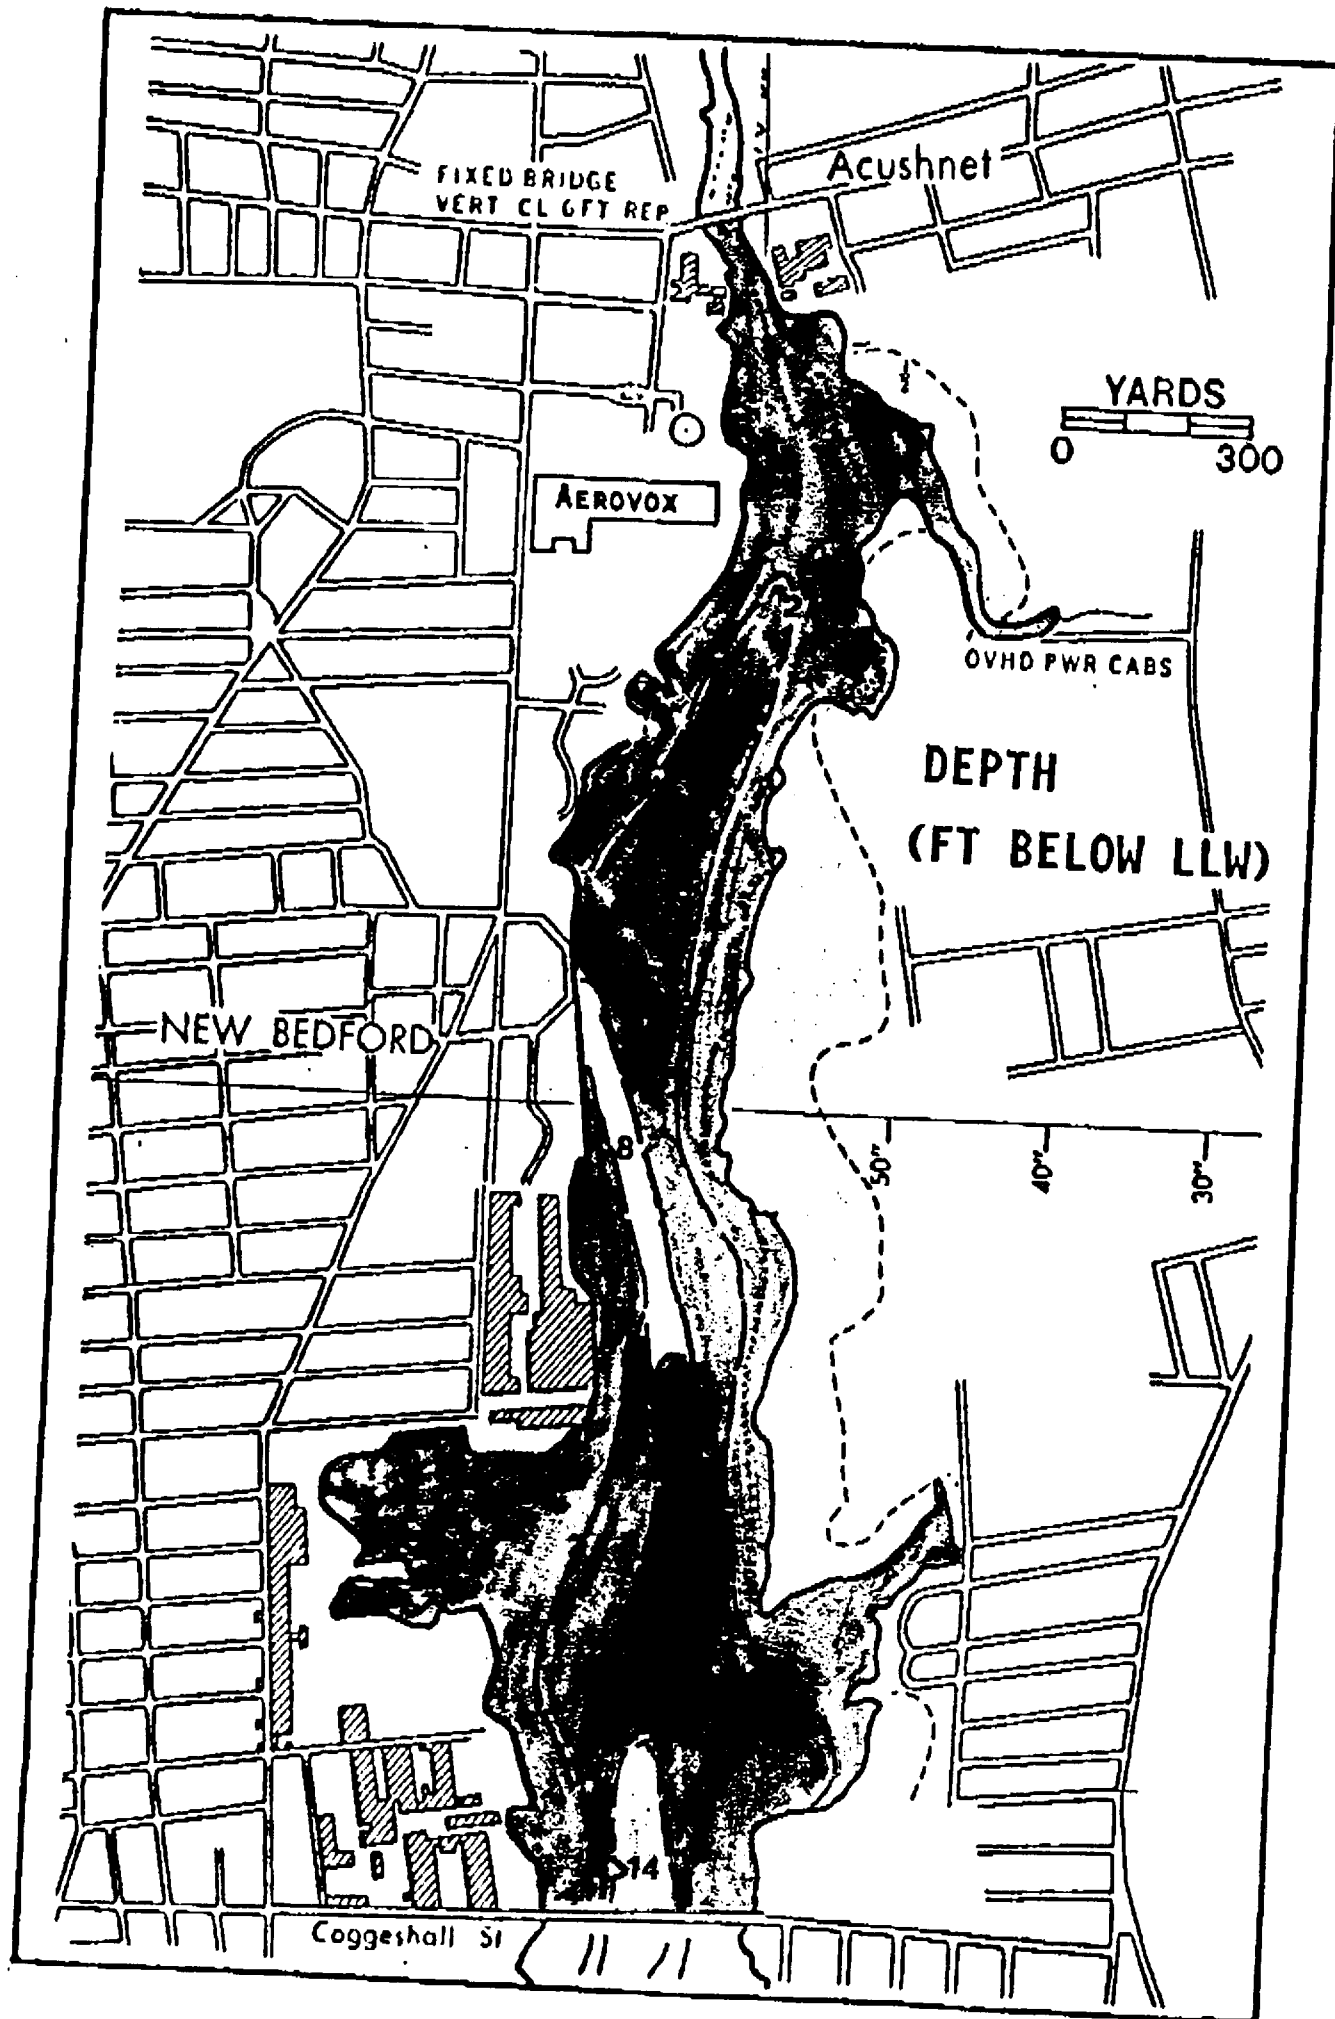 Acushnet
FIXED BRIDGE
VERT CL 6FT REP
YARDS
0 300
AEROVOX
OVHD PWR CABS
DEPTH
(FT BELOW LLW)
NEW BEDFORD
8
50"
40"
30"
14
Coggeshall St